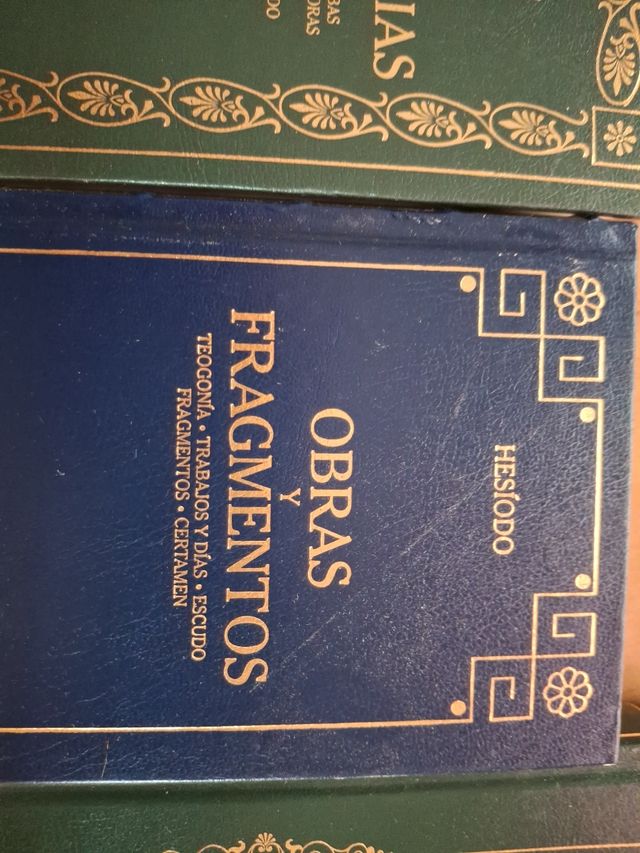 HESÍODO
OBRAS
Y
FRAGMENTOS
TEOGONÍA · TRABAJOS Y DÍAS · ESCUDO
FRAGMENTOS · CERTAMEN